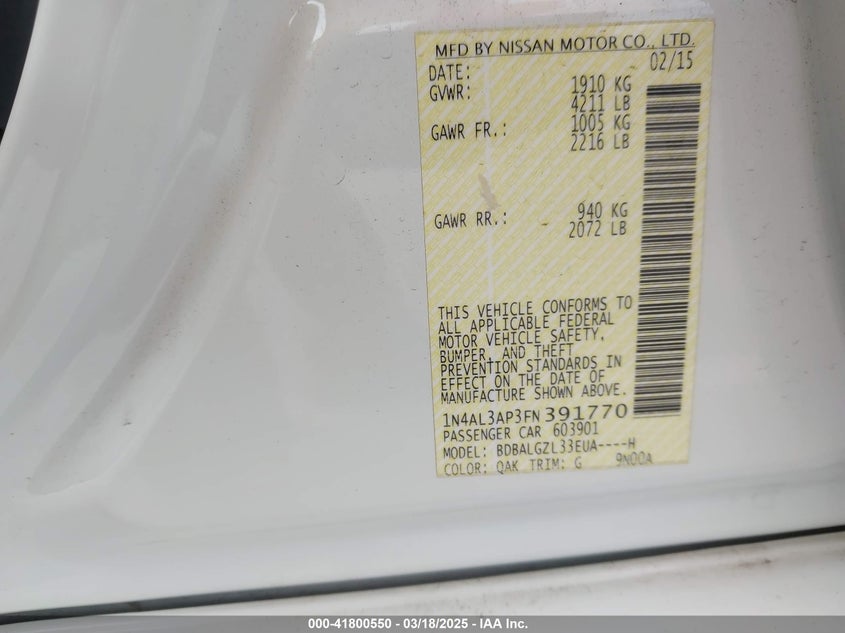 MFD BY NISSAN MOTOR CO., LTD.
DATE: 02/15
GVWR: 1910 KG
4211 LB
GAWR FR.: 1005 KG
2216 LB
GAWR RR.: 940 KG
2072 LB
THIS VEHICLE CONFORMS TO
ALL APPLICABLE FEDERAL
MOTOR VEHICLE SAFETY,
BUMPER, AND THEFT
PREVENTION STANDARDS IN
EFFECT ON THE DATE OF
MANUFACTURE SHOWN ABOVE.
1N4AL3AP3FN391770
PASSENGER CAR 603901
MODEL: BDBALGZL33EUA----H
COLOR: QAK TRIM: G 9N00A
000-41800550 - 03/18/2025 - IAA Inc.